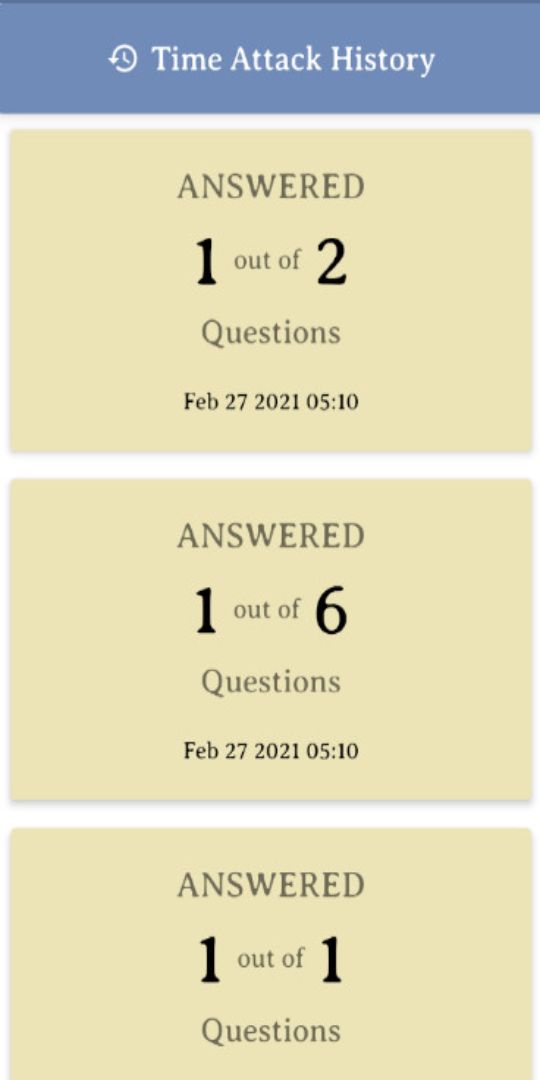 Time Attack History
ANSWERED
1 out of 2
Questions
Feb 27 2021 05:10
ANSWERED
1 out of 6
Questions
Feb 27 2021 05:10
ANSWERED
1 out of 1
Questions